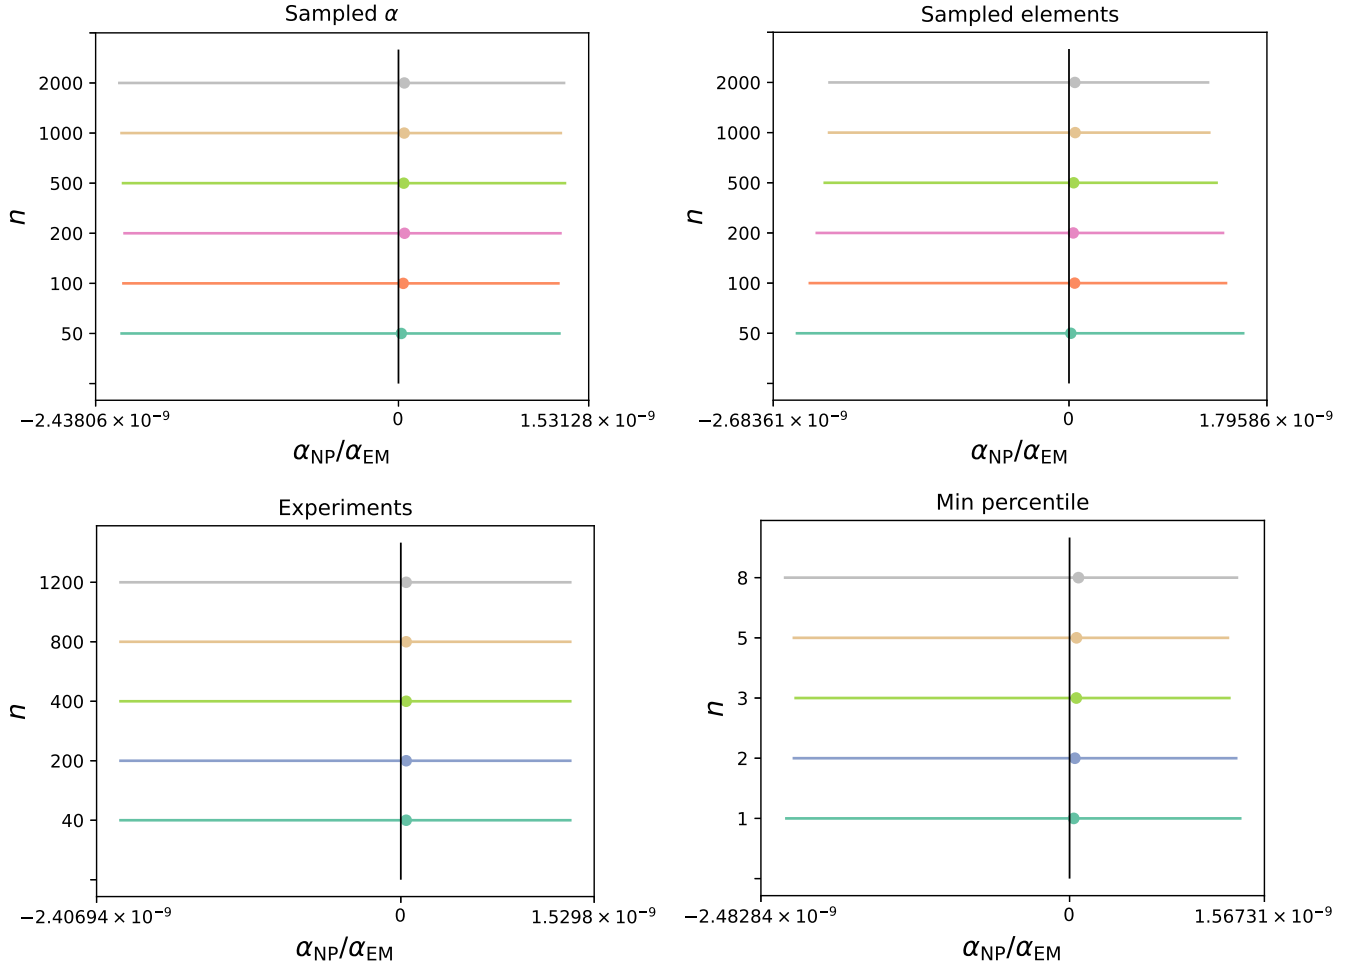 Sampled α
2000
1000
500
200
100
50
n
−2.43806 × 10⁻⁹
0
1.53128 × 10⁻⁹
α_NP/α_EM
Sampled elements
2000
1000
500
200
100
50
n
−2.68361 × 10⁻⁹
0
1.79586 × 10⁻⁹
α_NP/α_EM
Experiments
1200
800
400
200
40
n
−2.40694 × 10⁻⁹
0
1.5298 × 10⁻⁹
α_NP/α_EM
Min percentile
8
5
3
2
1
n
−2.48284 × 10⁻⁹
0
1.56731 × 10⁻⁹
α_NP/α_EM